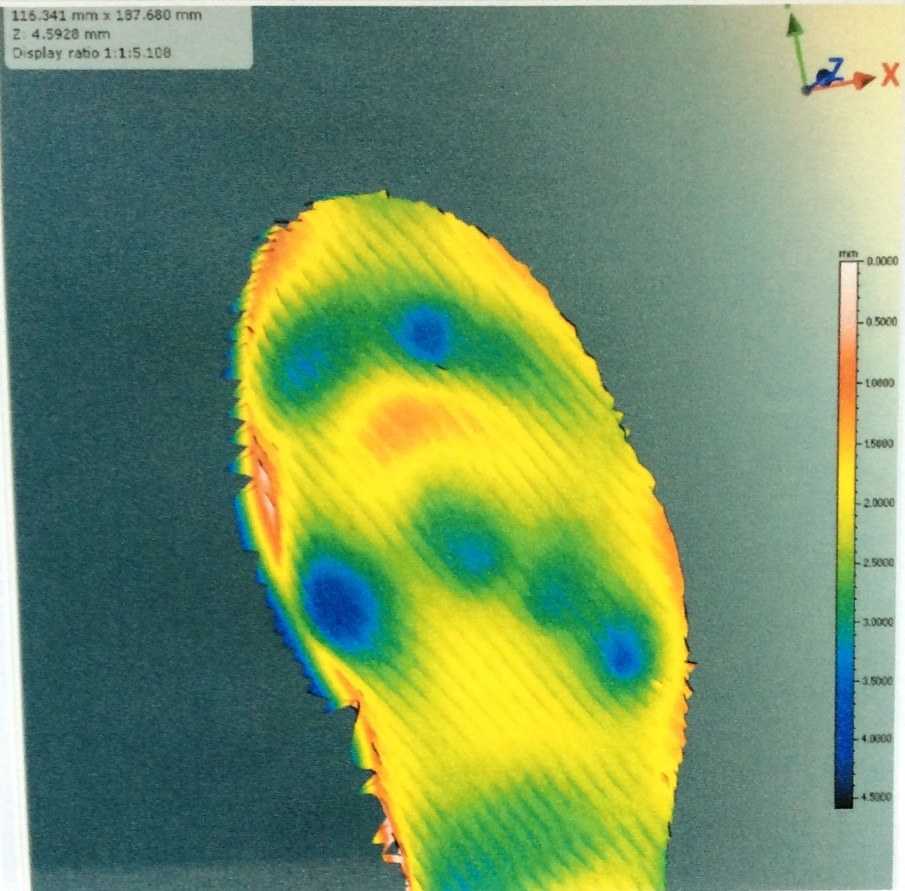 116.341 mm x 187.680 mm
Z: 4.5928 mm
Display ratio 1:1:5.108
Z
X
mm
0.0000
0.5000
1.0000
1.5000
2.0000
2.5000
3.0000
3.5000
4.0000
4.5000